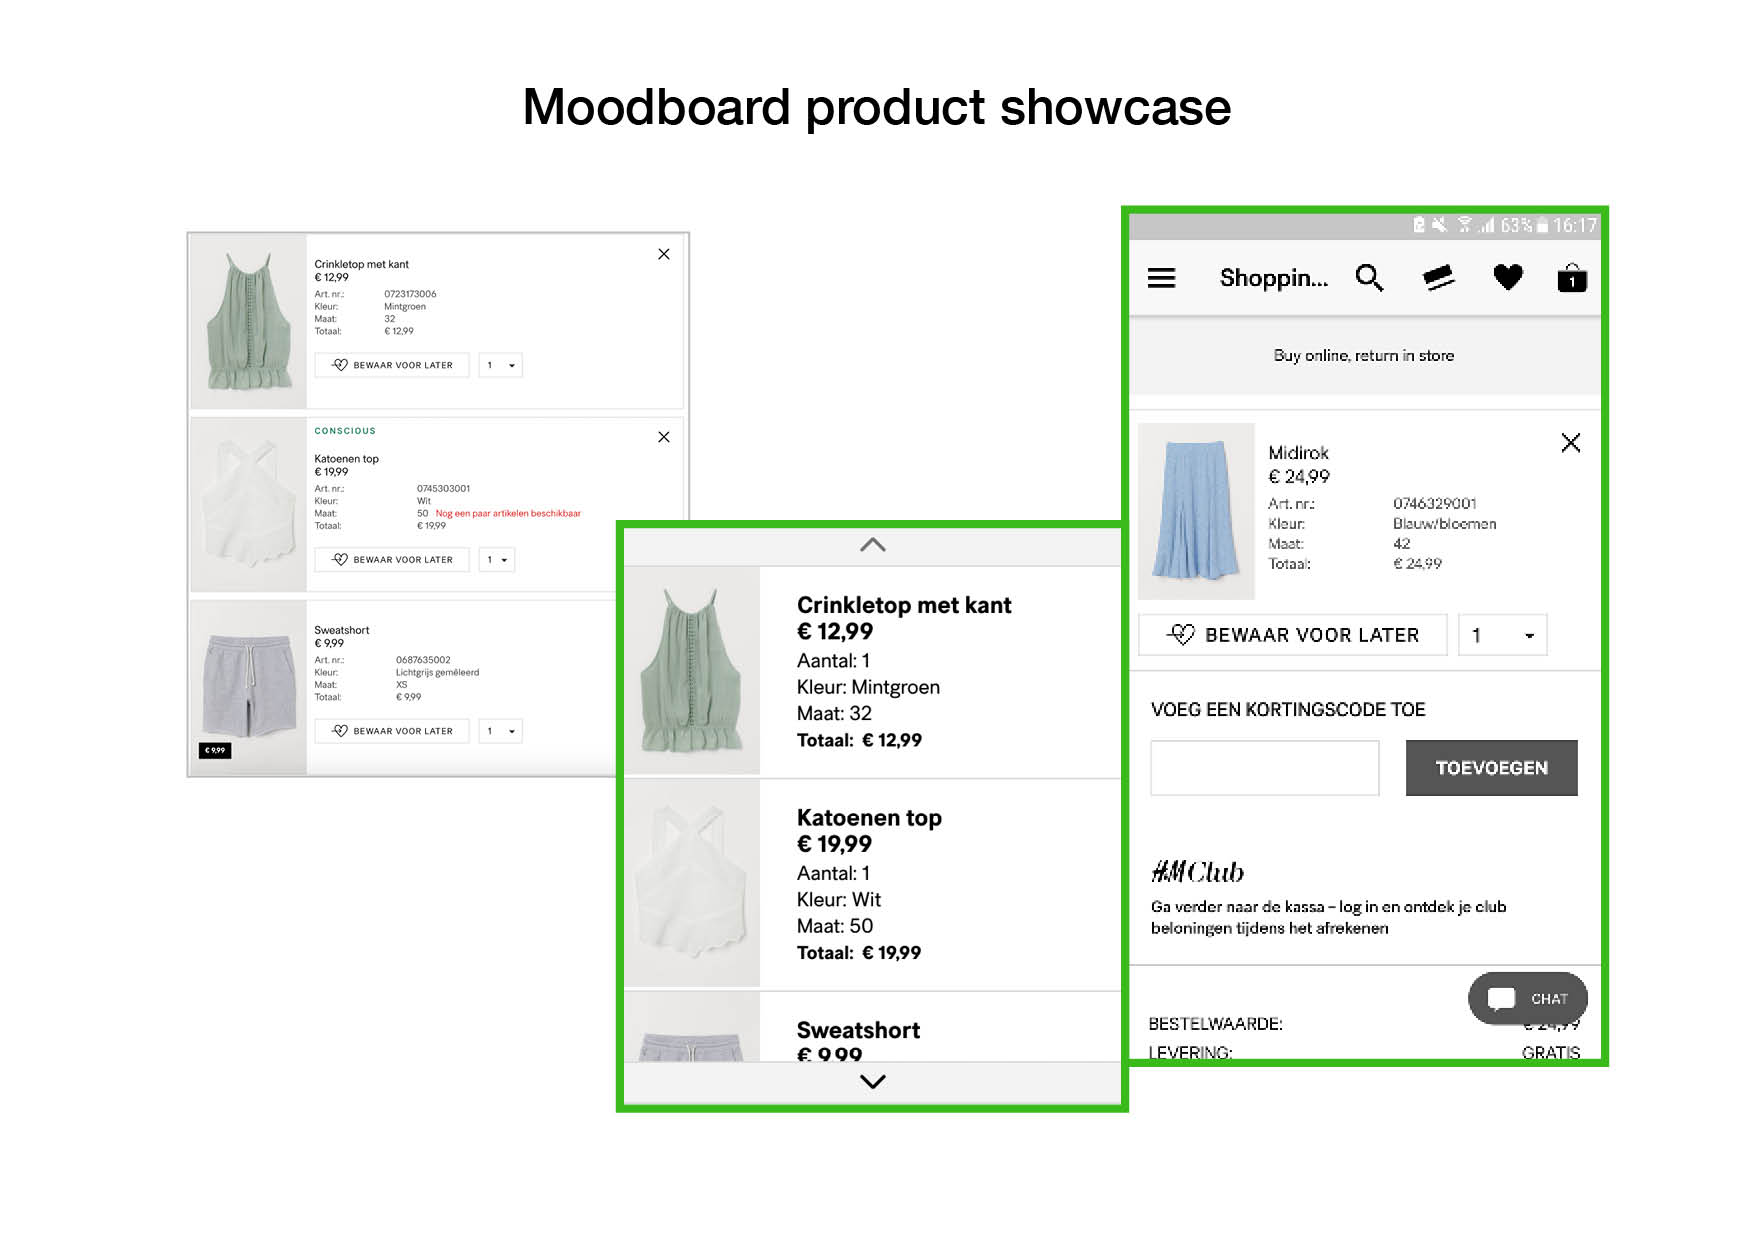 Moodboard product showcase
Crinkletop met kant
€ 12,99
Art. nr.: 0723173006
Kleur: Mintgroen
Maat: 32
Totaal: € 12,99
BEWAAR VOOR LATER 1
CONSCIOUS
Katoenen top
€ 19,99
Art. nr.: 0745303001
Kleur: Wit
Maat: 50 Nog een paar artikelen beschikbaar
Totaal: € 19,99
BEWAAR VOOR LATER 1
Sweatshort
€ 9,99
Art. nr.: 0687635002
Kleur: Lichtgrijs gemêleerd
Maat: XS
Totaal: € 9,99
BEWAAR VOOR LATER 1
€ 9,99
Crinkletop met kant
€ 12,99
Aantal: 1
Kleur: Mintgroen
Maat: 32
Totaal: € 12,99
Katoenen top
€ 19,99
Aantal: 1
Kleur: Wit
Maat: 50
Totaal: € 19,99
Sweatshort
€ 9,99
63% 16:17
Shoppin... 1
Buy online, return in store
Midirok
€ 24,99
Art. nr.: 0746329001
Kleur: Blauw/bloemen
Maat: 42
Totaal: € 24,99
BEWAAR VOOR LATER 1
VOEG EEN KORTINGSCODE TOE
TOEVOEGEN
H&M Club
Ga verder naar de kassa – log in en ontdek je club
beloningen tijdens het afrekenen
CHAT
BESTELWAARDE: € 24,99
LEVERING: GRATIS